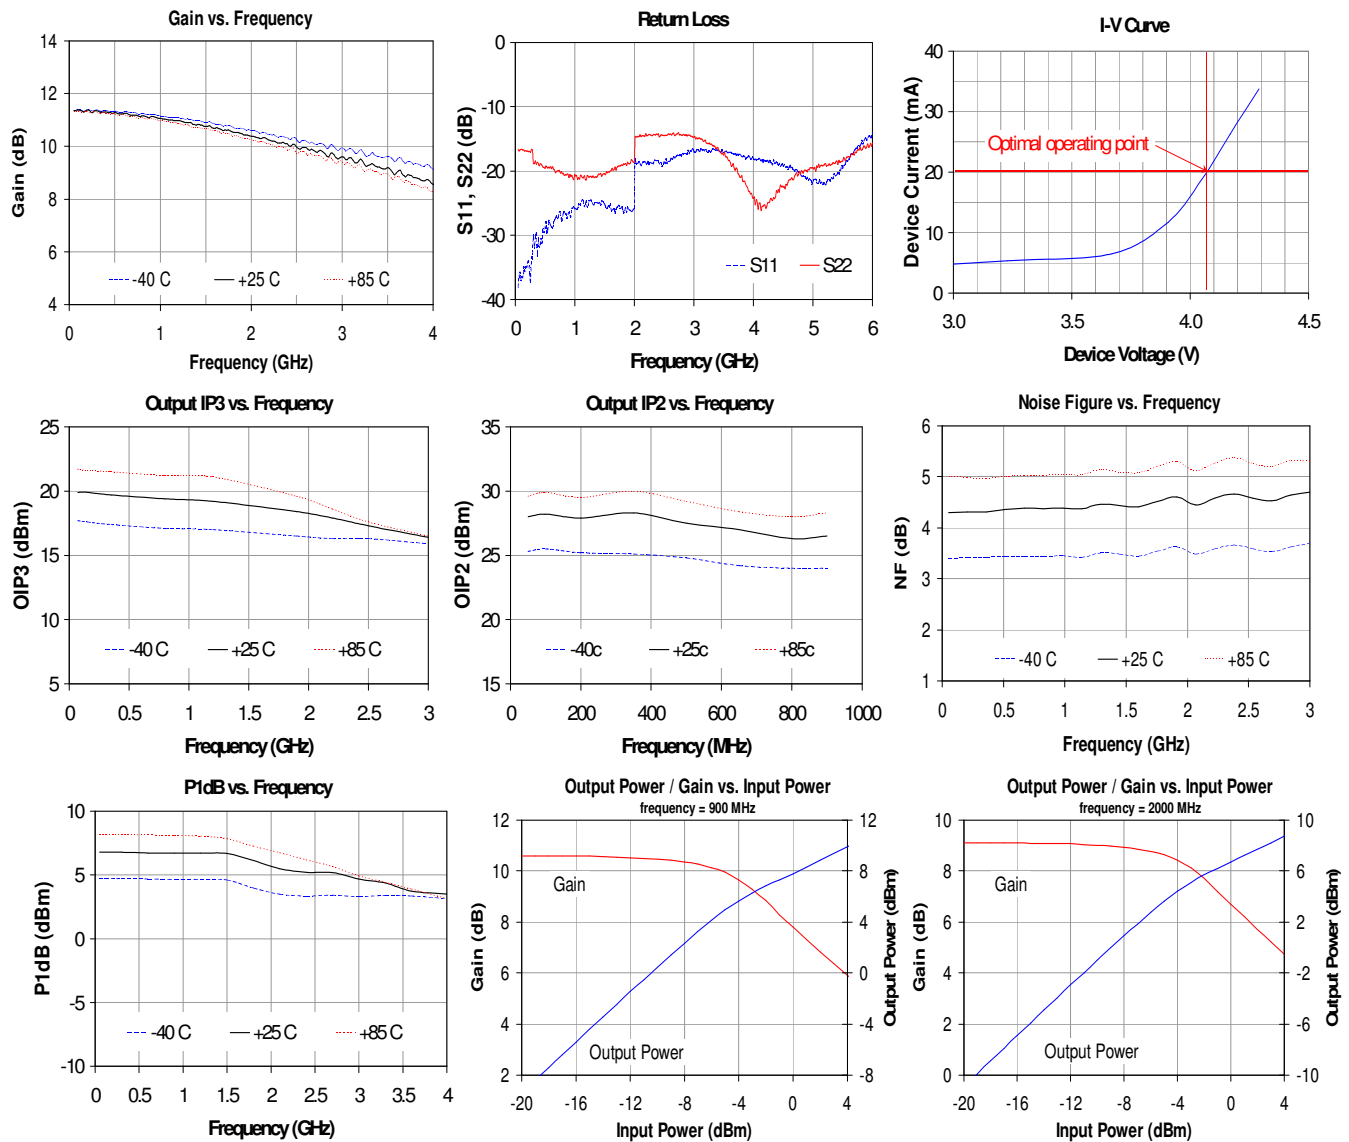 Gain vs. Frequency
14
12
10
8
6
4
Gain (dB)
-40 C +25 C +85 C
0 1 2 3 4
Frequency (GHz)
Return Loss
0
-10
-20
-30
-40
S11, S22 (dB)
S11 S22
0 1 2 3 4 5 6
Frequency (GHz)
I-V Curve
40
30
20
10
0
Device Current (mA)
Optimal operating point
3.0 3.5 4.0 4.5
Device Voltage (V)
Output IP3 vs. Frequency
25
20
15
10
5
OIP3 (dBm)
-40 C +25 C +85 C
0 0.5 1 1.5 2 2.5 3
Frequency (GHz)
Output IP2 vs. Frequency
35
30
25
20
15
OIP2 (dBm)
-40c +25c +85c
0 200 400 600 800 1000
Frequency (MHz)
Noise Figure vs. Frequency
6
5
4
3
2
1
NF (dB)
-40 C +25 C +85 C
0 0.5 1 1.5 2 2.5 3
Frequency (GHz)
P1dB vs. Frequency
10
5
0
-5
-10
P1dB (dBm)
-40 C +25 C +85 C
0 0.5 1 1.5 2 2.5 3 3.5 4
Frequency (GHz)
Output Power / Gain vs. Input Power
frequency = 900 MHz
12
10
8
6
4
2
Gain (dB)
Gain
Output Power
12
8
4
0
-4
-8
Output Power (dBm)
-20 -16 -12 -8 -4 0 4
Input Power (dBm)
Output Power / Gain vs. Input Power
frequency = 2000 MHz
10
8
6
4
2
0
Gain (dB)
Gain
Output Power
10
6
2
-2
-6
-10
Output Power (dBm)
-20 -16 -12 -8 -4 0 4
Input Power (dBm)